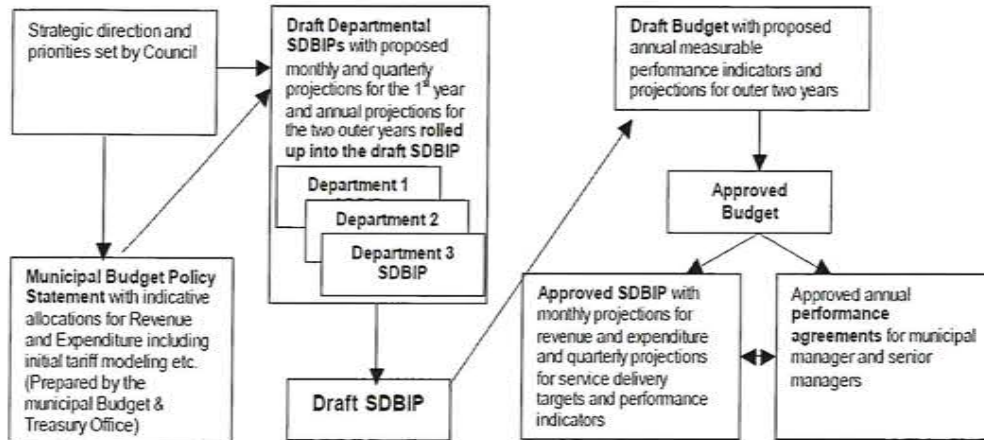 Strategic direction and
priorities set by Council
Municipal Budget Policy
Statement with indicative
allocations for Revenue
and Expenditure including
initial tariff modeling etc.
(Prepared by the
municipal Budget &
Treasury Office)
Draft Departmental
SDBIPs with proposed
monthly and quarterly
projections for the 1st year
and annual projections for
the two outer years rolled
up into the draft SDBIP
Department 1
Department 2
Department 3
SDBIP
Draft SDBIP
Draft Budget with proposed
annual measurable
performance indicators and
projections for outer two years
Approved
Budget
Approved SDBIP with
monthly projections for
revenue and expenditure
and quarterly projections
for service delivery
targets and performance
indicators
Approved annual
performance
agreements for municipal
manager and senior
managers